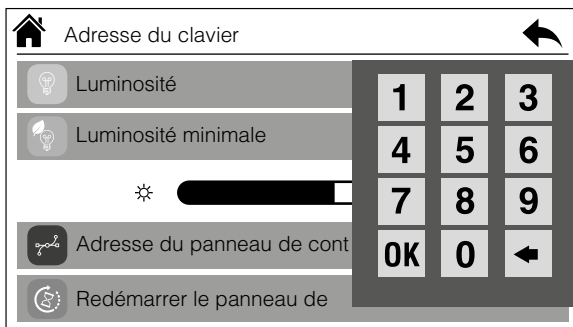 Adresse du clavier
Luminosité
1 2 3
Luminosité minimale
4 5 6
7 8 9
Adresse du panneau de cont
OK 0
Redémarrer le panneau de